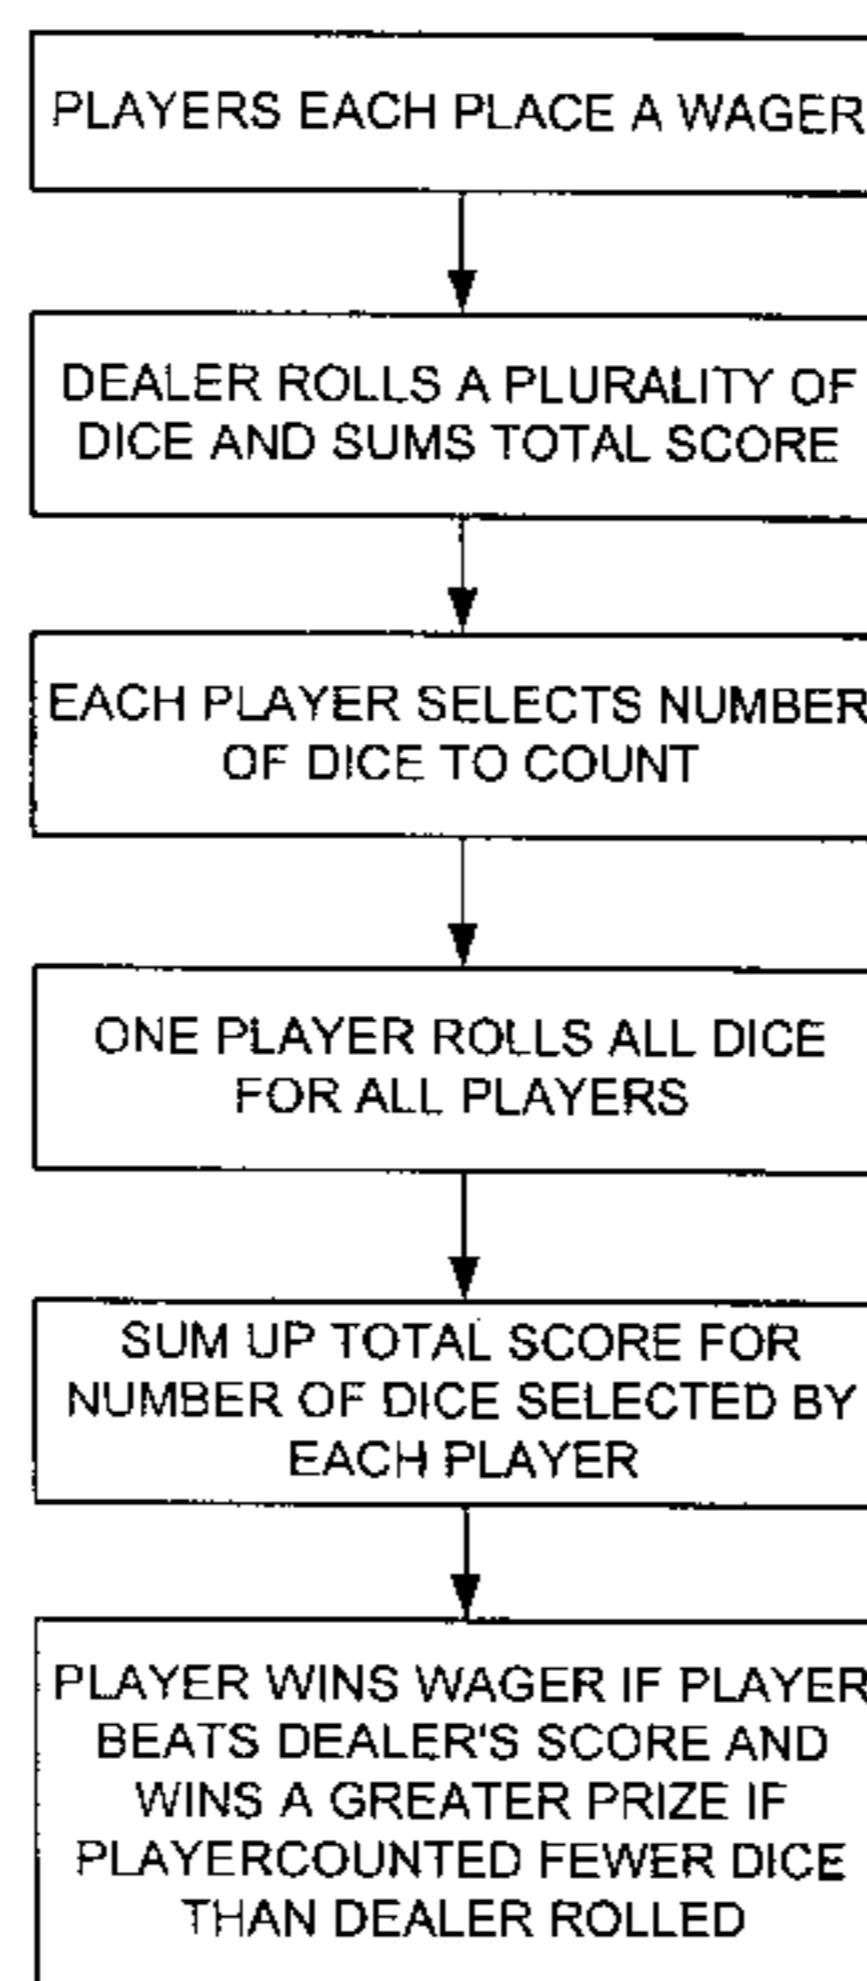 PLAYERS EACH PLACE A WAGER
DEALER ROLLS A PLURALITY OF
DICE AND SUMS TOTAL SCORE
EACH PLAYER SELECTS NUMBER
OF DICE TO COUNT
ONE PLAYER ROLLS ALL DICE
FOR ALL PLAYERS
SUM UP TOTAL SCORE FOR
NUMBER OF DICE SELECTED BY
EACH PLAYER
PLAYER WINS WAGER IF PLAYER
BEATS DEALER'S SCORE AND
WINS A GREATER PRIZE IF
PLAYERCOUNTED FEWER DICE
THAN DEALER ROLLED